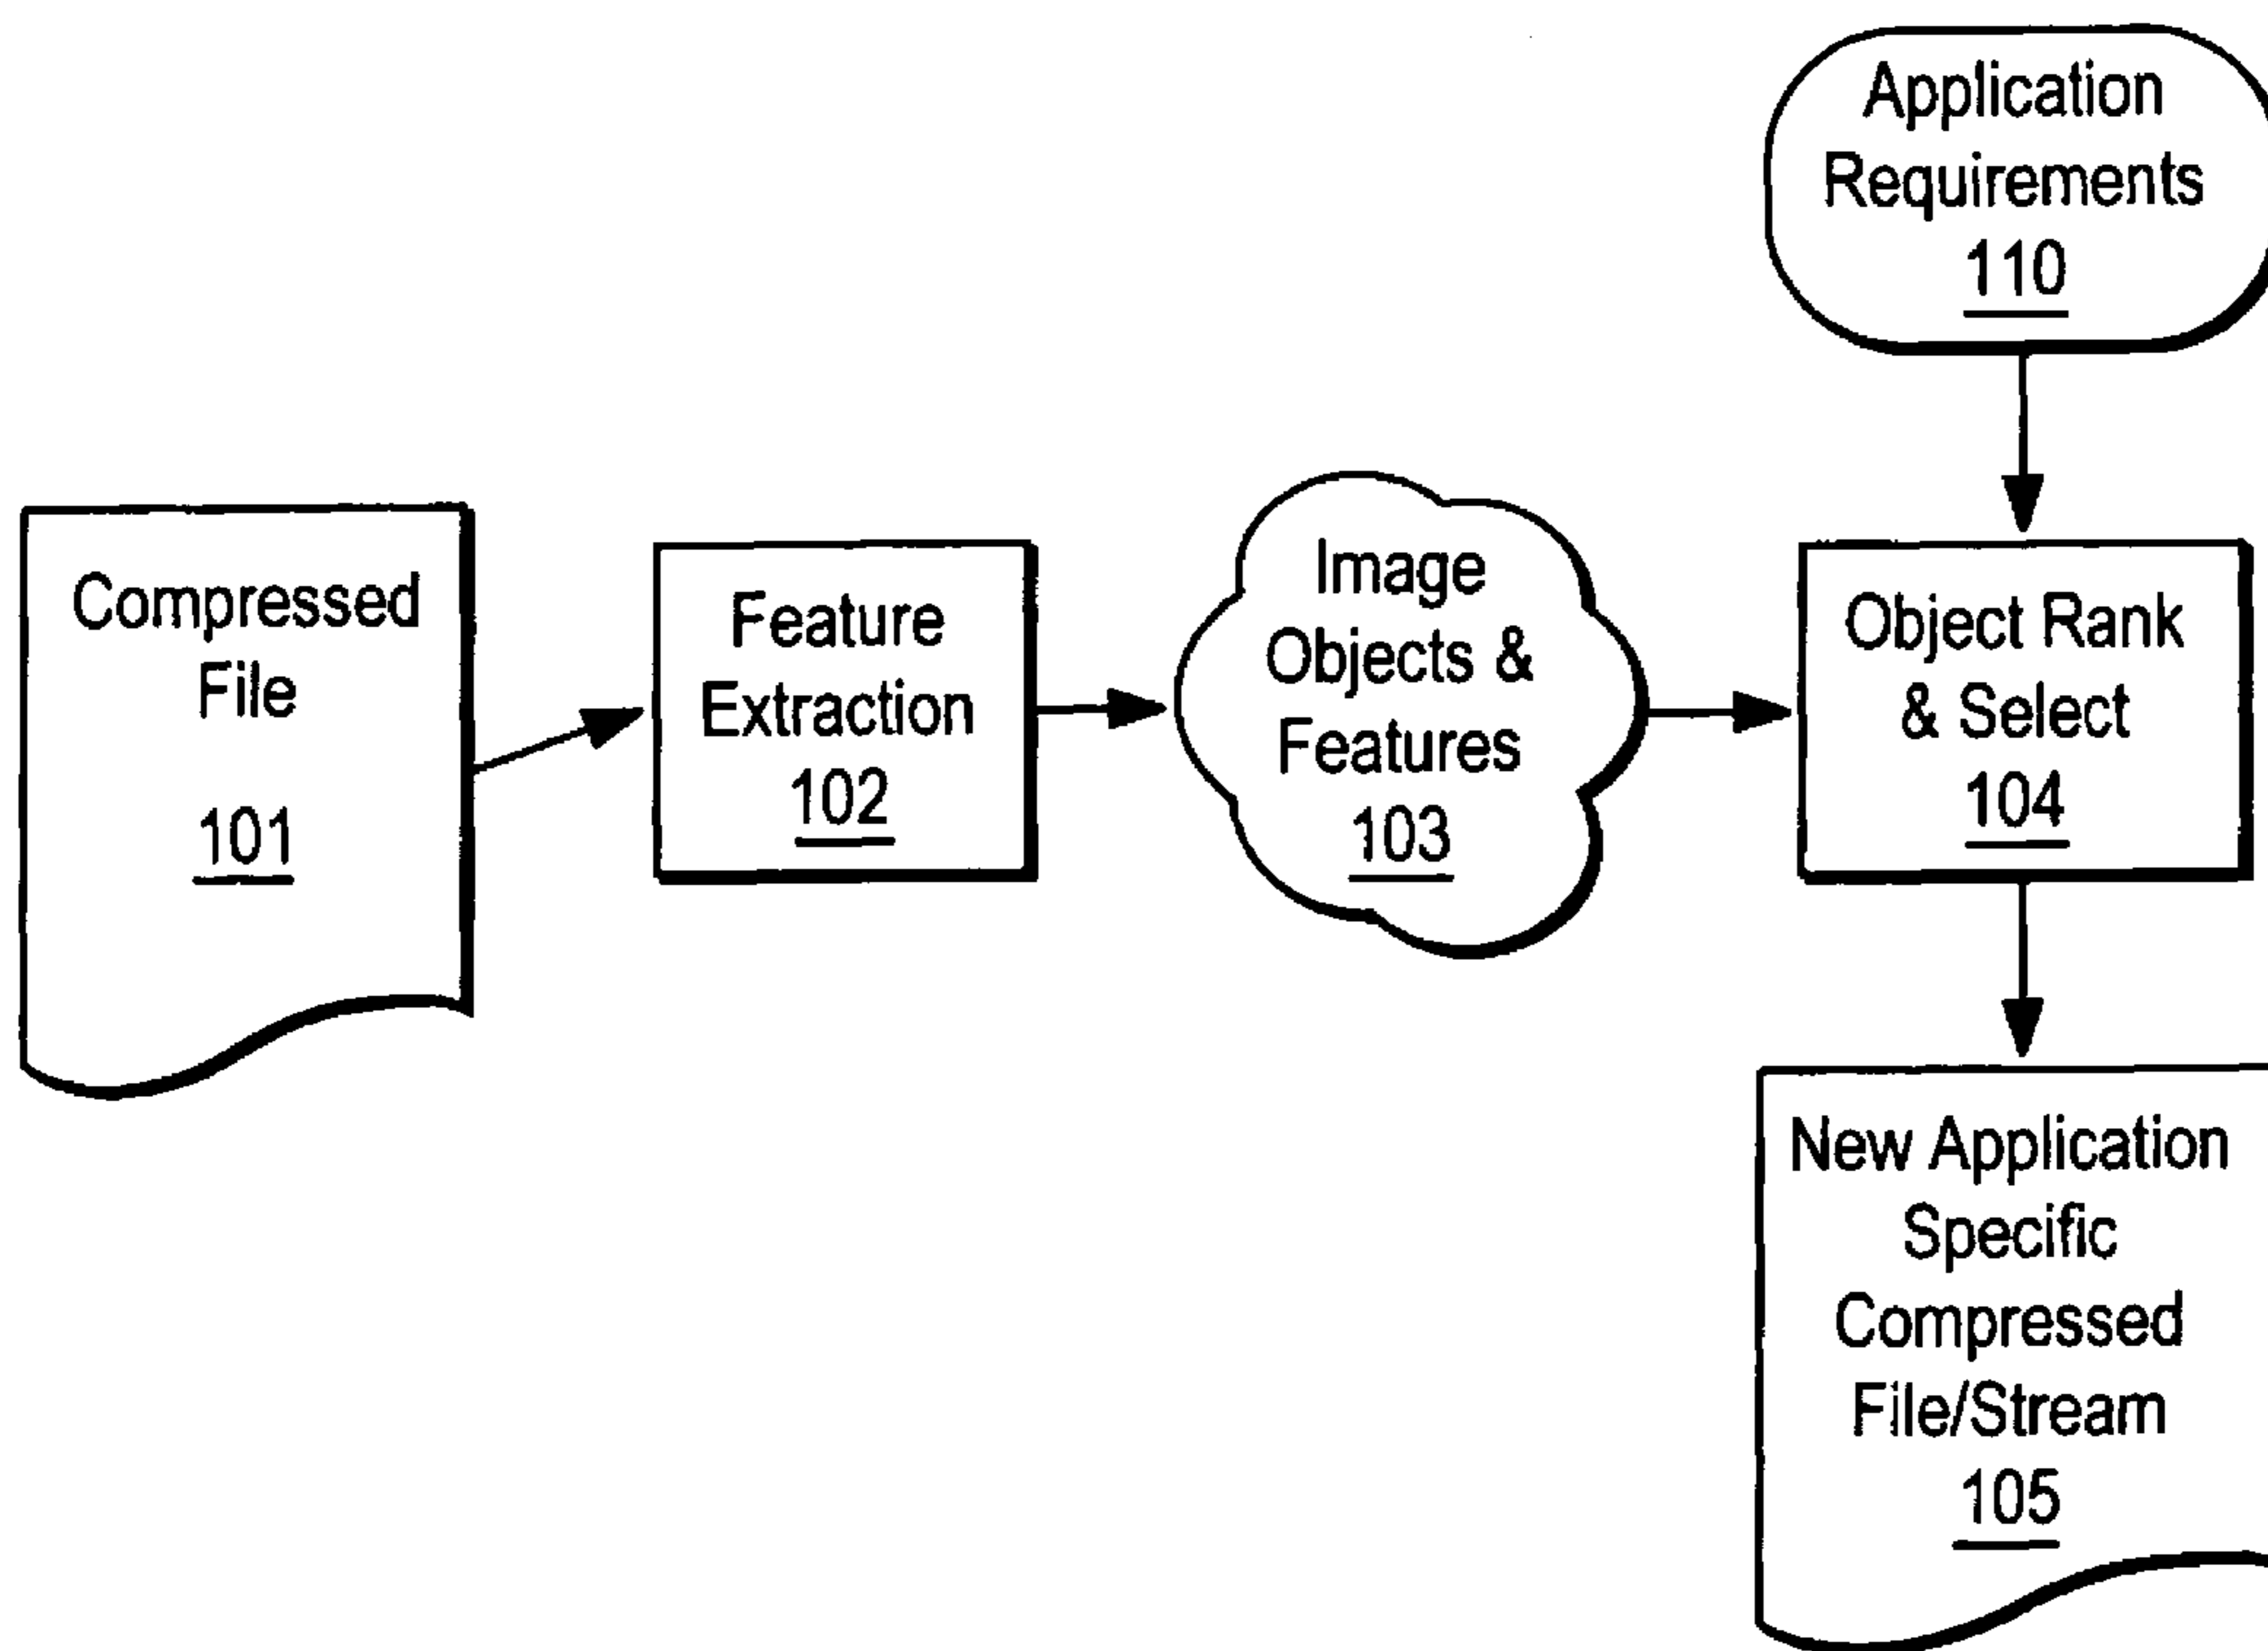 Application
Requirements
110
Compressed
File
101
Feature
Extraction
102
Image
Objects &
Features
103
Object Rank
& Select
104
New Application
Specific
Compressed
File/Stream
105